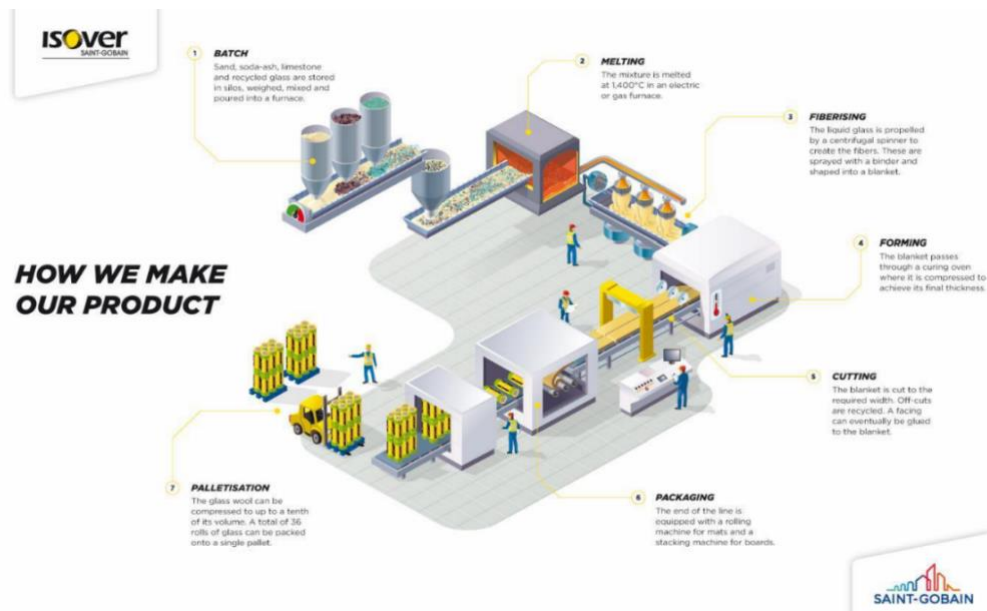 ISOVER
SAINT-GOBAIN
1
BATCH
Sand, soda-ash, limestone
and recycled glass are stored
in silos, weighed, mixed and
poured into a furnace.
2
MELTING
The mixture is melted
at 1,400°C in an electric
or gas furnace.
3
FIBERISING
The liquid glass is propelled
by a centrifugal spinner to
create the fibers. These are
sprayed with a binder and
shaped into a blanket.
4
FORMING
The blanket passes
through a curing oven
where it is compressed to
achieve its final thickness.
HOW WE MAKE
OUR PRODUCT
5
CUTTING
The blanket is cut to the
required width. Off-cuts
are recycled. A facing
can eventually be glued
to the blanket.
6
PACKAGING
The end of the line is
equipped with a rolling
machine for mats and a
stacking machine for boards.
7
PALLETISATION
The glass wool can be
compressed to up to a tenth
of its volume. A total of 36
rolls of glass can be packed
onto a single pallet.
SAINT-GOBAIN